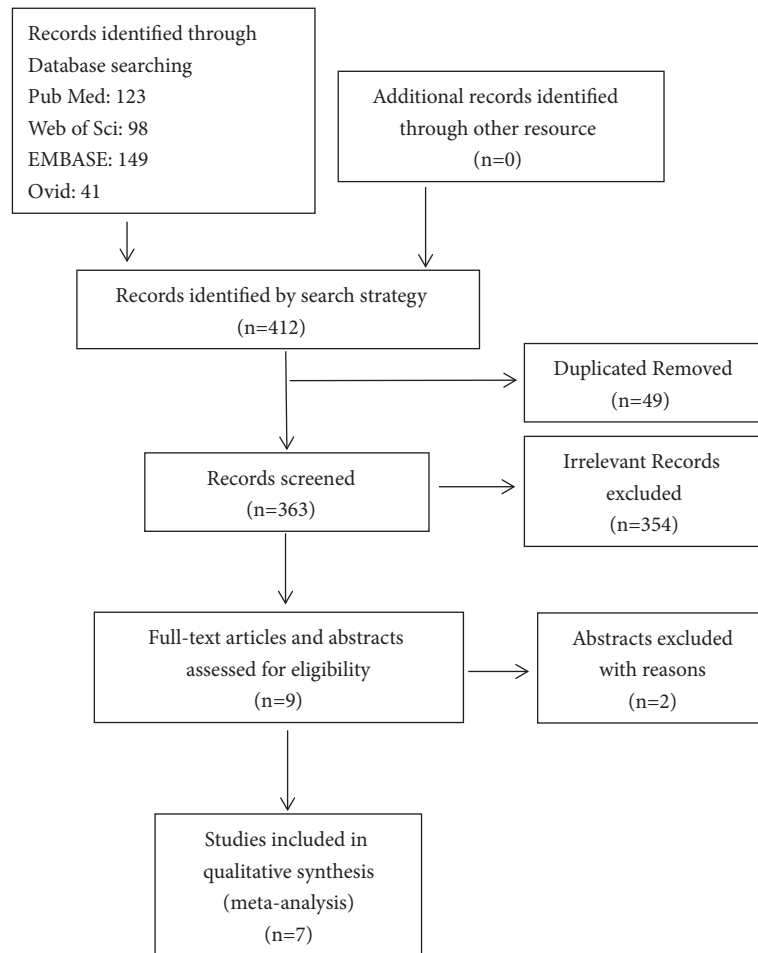 Records identified through
Database searching
Pub Med: 123
Web of Sci: 98
EMBASE: 149
Ovid: 41
Additional records identified
through other resource
(n=0)
Records identified by search strategy
(n=412)
Duplicated Removed
(n=49)
Records screened
(n=363)
Irrelevant Records
excluded
(n=354)
Full-text articles and abstracts
assessed for eligibility
(n=9)
Abstracts excluded
with reasons
(n=2)
Studies included in
qualitative synthesis
(meta-analysis)
(n=7)